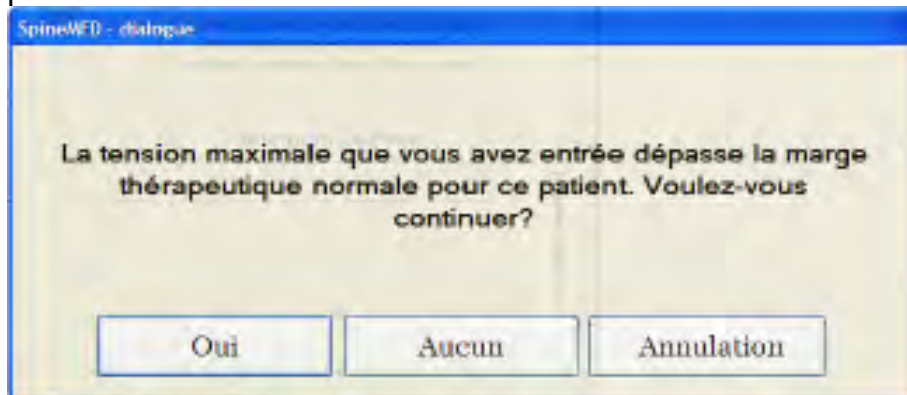 SpineMED - dialogue
La tension maximale que vous avez entrée dépasse la marge
thérapeutique normale pour ce patient. Voulez-vous
continuer?
Oui
Aucun
Annulation